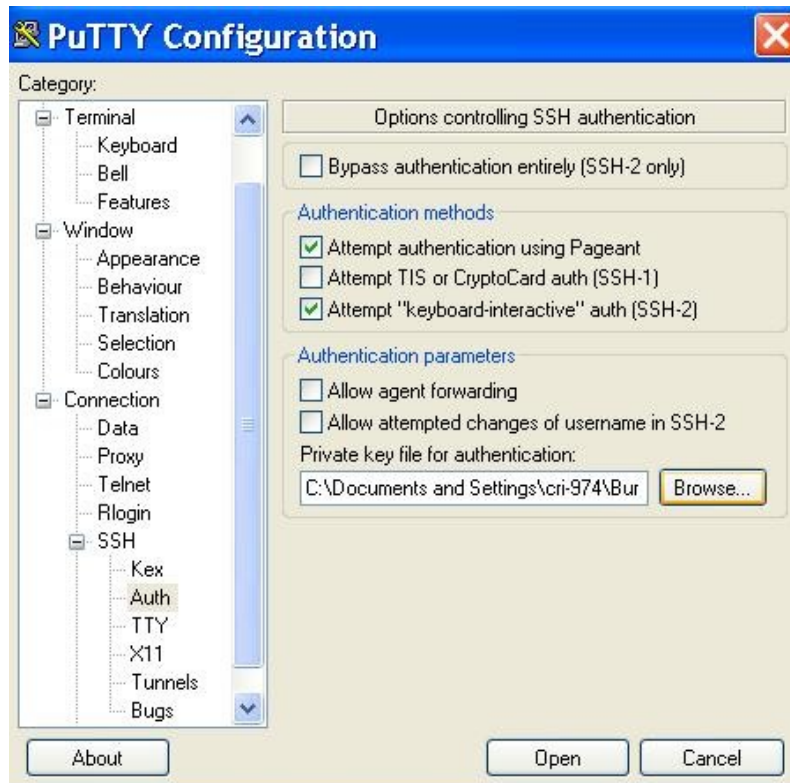 PuTTY Configuration
Category:
Terminal
Keyboard
Bell
Features
Window
Appearance
Behaviour
Translation
Selection
Colours
Connection
Data
Proxy
Telnet
Rlogin
SSH
Kex
Auth
TTY
X11
Tunnels
Bugs
Options controlling SSH authentication
Bypass authentication entirely (SSH-2 only)
Authentication methods
Attempt authentication using Pageant
Attempt TIS or CryptoCard auth (SSH-1)
Attempt "keyboard-interactive" auth (SSH-2)
Authentication parameters
Allow agent forwarding
Allow attempted changes of username in SSH-2
Private key file for authentication:
C:\Documents and Settings\cri-974\Bur
Browse...
About
Open
Cancel